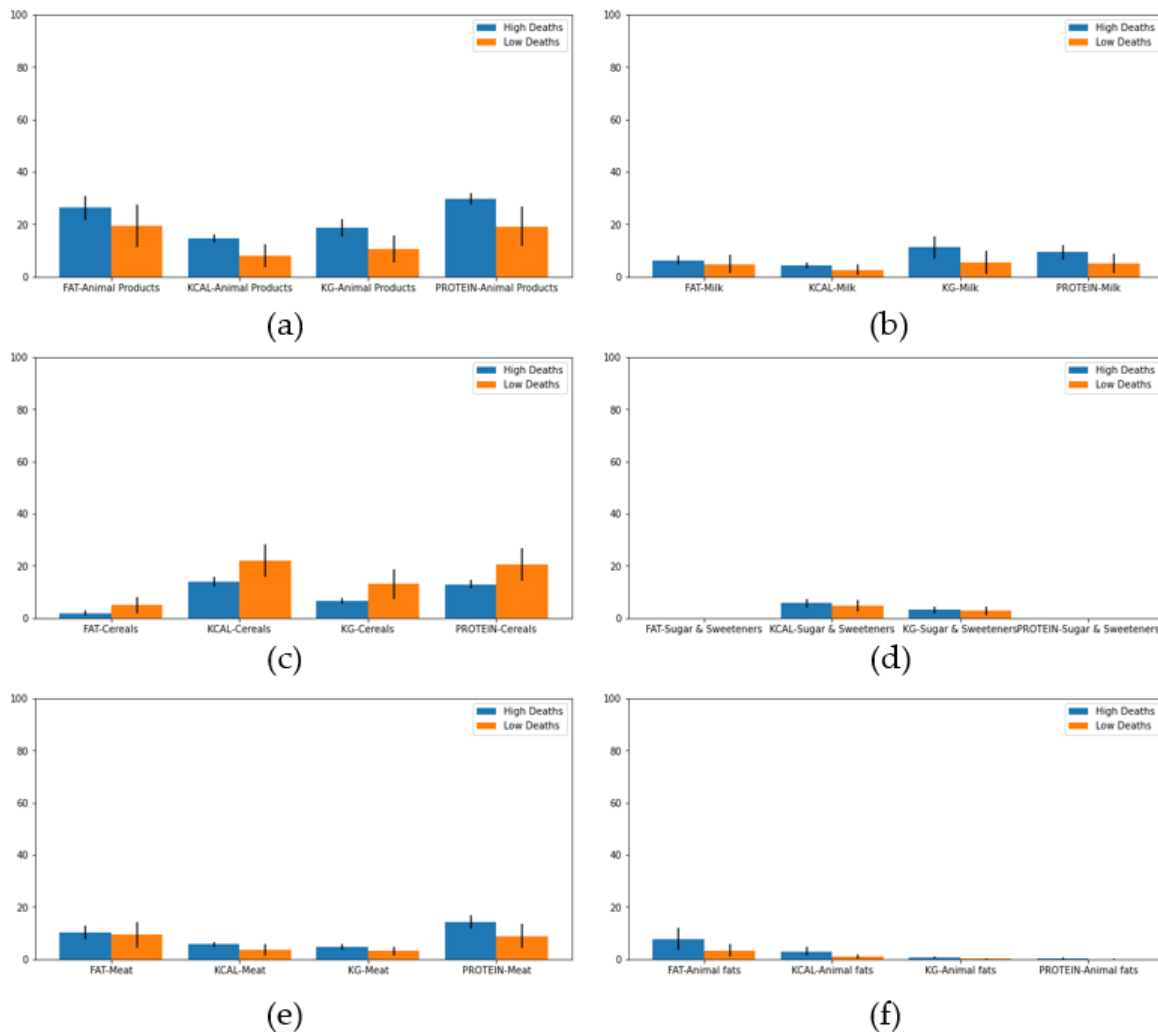 100
80
60
40
20
0
High Deaths
Low Deaths
FAT-Animal Products KCAL-Animal Products KG-Animal Products PROTEIN-Animal Products
(a)
100
80
60
40
20
0
High Deaths
Low Deaths
FAT-Milk KCAL-Milk KG-Milk PROTEIN-Milk
(b)
100
80
60
40
20
0
High Deaths
Low Deaths
FAT-Cereals KCAL-Cereals KG-Cereals PROTEIN-Cereals
(c)
100
80
60
40
20
0
High Deaths
Low Deaths
FAT-Sugar & Sweeteners KCAL-Sugar & Sweeteners KG-Sugar & Sweeteners PROTEIN-Sugar & Sweeteners
(d)
100
80
60
40
20
0
High Deaths
Low Deaths
FAT-Meat KCAL-Meat KG-Meat PROTEIN-Meat
(e)
100
80
60
40
20
0
High Deaths
Low Deaths
FAT-Animal fats KCAL-Animal fats KG-Animal fats PROTEIN-Animal fats
(f)